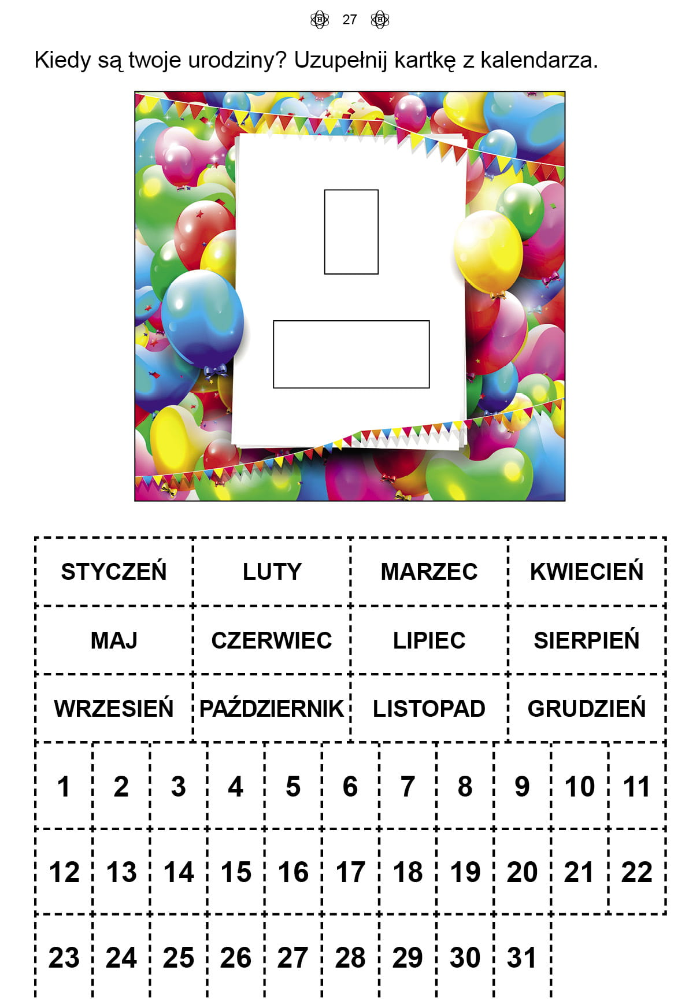 27
Kiedy są twoje urodziny? Uzupełnij kartkę z kalendarza.
STYCZEŃ LUTY MARZEC KWIECIEŃ
MAJ CZERWIEC LIPIEC SIERPIEŃ
WRZESIEŃ PAŹDZIERNIK LISTOPAD GRUDZIEŃ
1 2 3 4 5 6 7 8 9 10 11
12 13 14 15 16 17 18 19 20 21 22
23 24 25 26 27 28 29 30 31